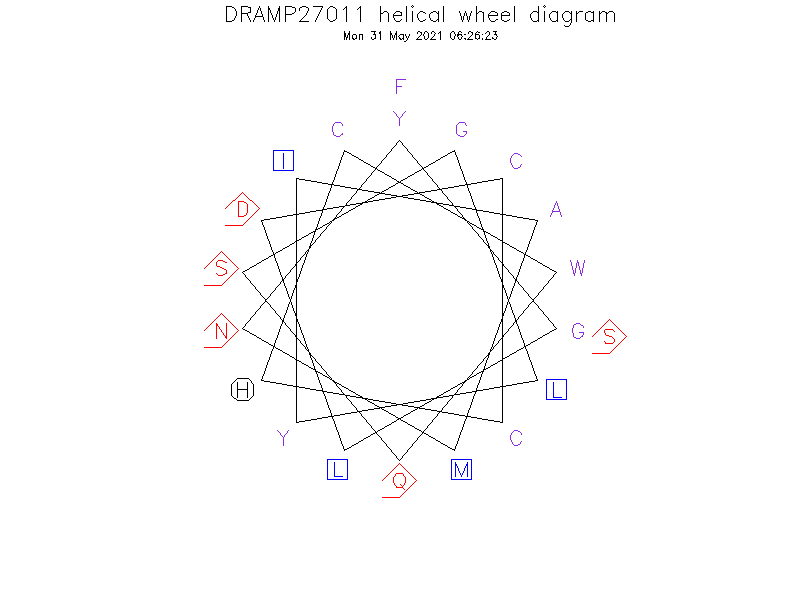 DRAMP27011 helical wheel diagram
Mon 31 May 2021 06:26:23
F
Y
C G
I C
D A
S W
N G S
H L
Y C
L M
Q